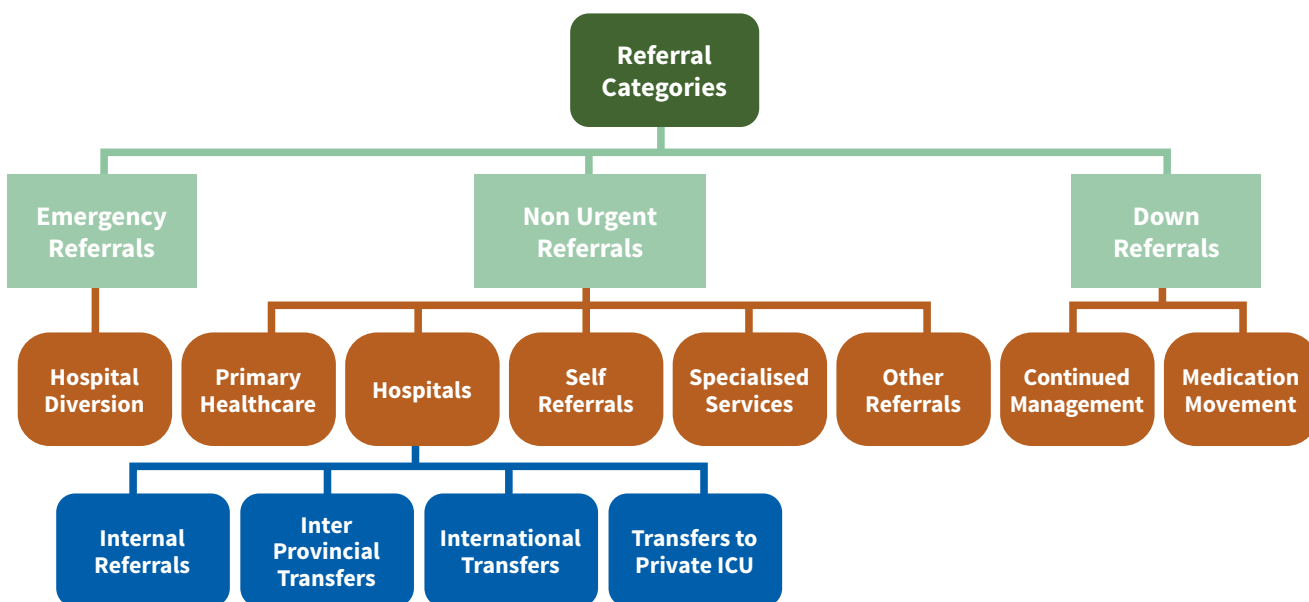 Referral
Categories
Emergency
Referrals
Non Urgent
Referrals
Down
Referrals
Hospital
Diversion
Primary
Healthcare
Hospitals
Self
Referrals
Specialised
Services
Other
Referrals
Continued
Management
Medication
Movement
Internal
Referrals
Inter
Provincial
Transfers
International
Transfers
Transfers to
Private ICU